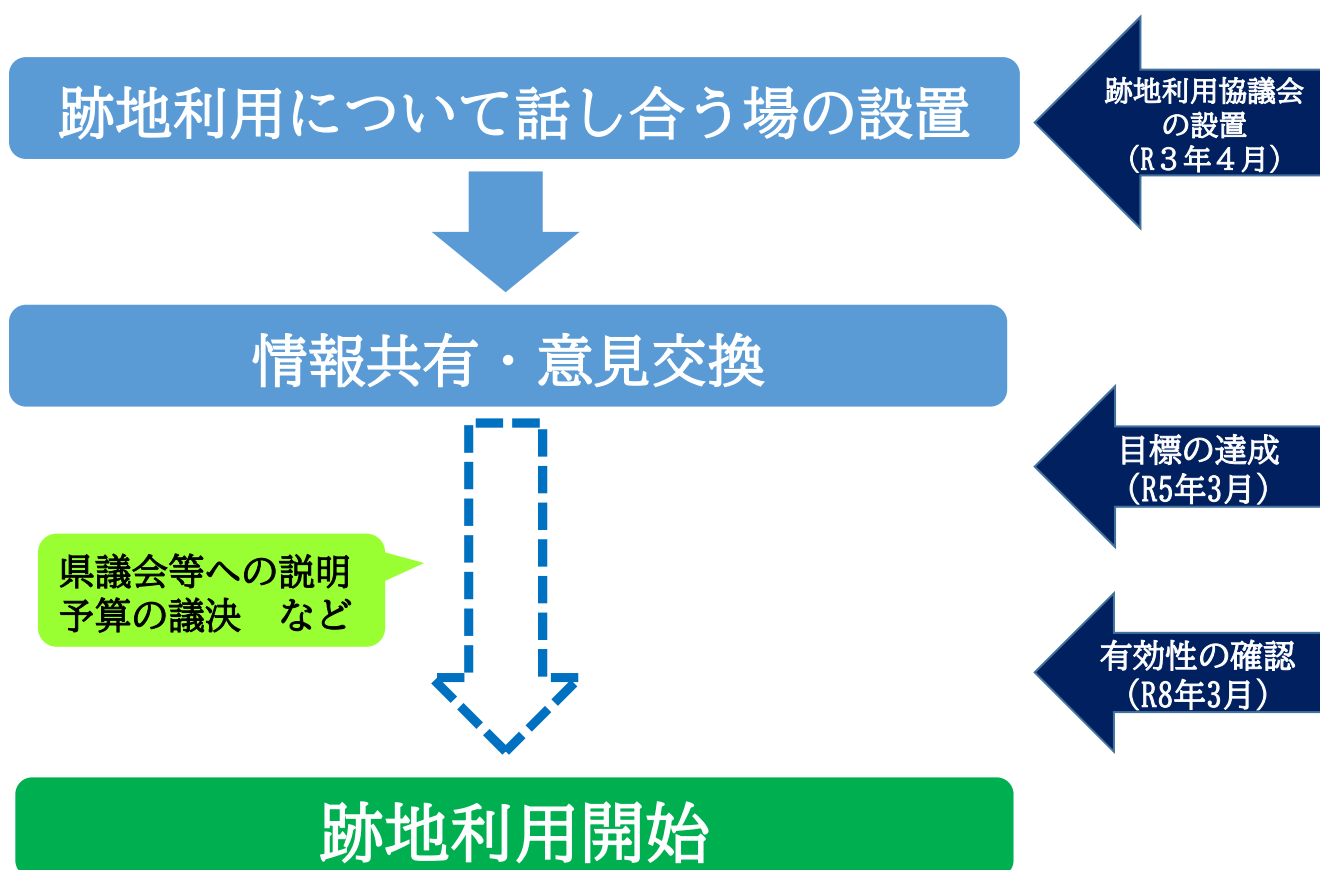 跡地利用について話し合う場の設置
跡地利用協議会
の設置
（R３年４月）
情報共有・意見交換
目標の達成
（R5年3月）
県議会等への説明
予算の議決　など
有効性の確認
（R8年3月）
跡地利用開始